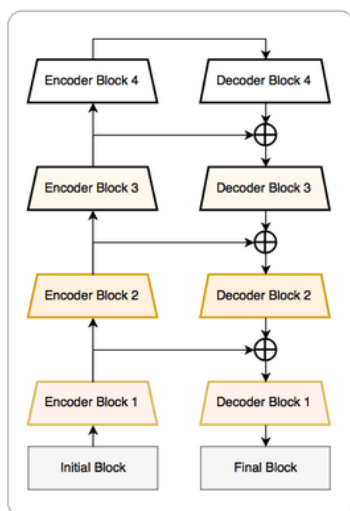 Encoder Block 4
Decoder Block 4
Encoder Block 3
Decoder Block 3
Encoder Block 2
Decoder Block 2
Encoder Block 1
Decoder Block 1
Initial Block
Final Block